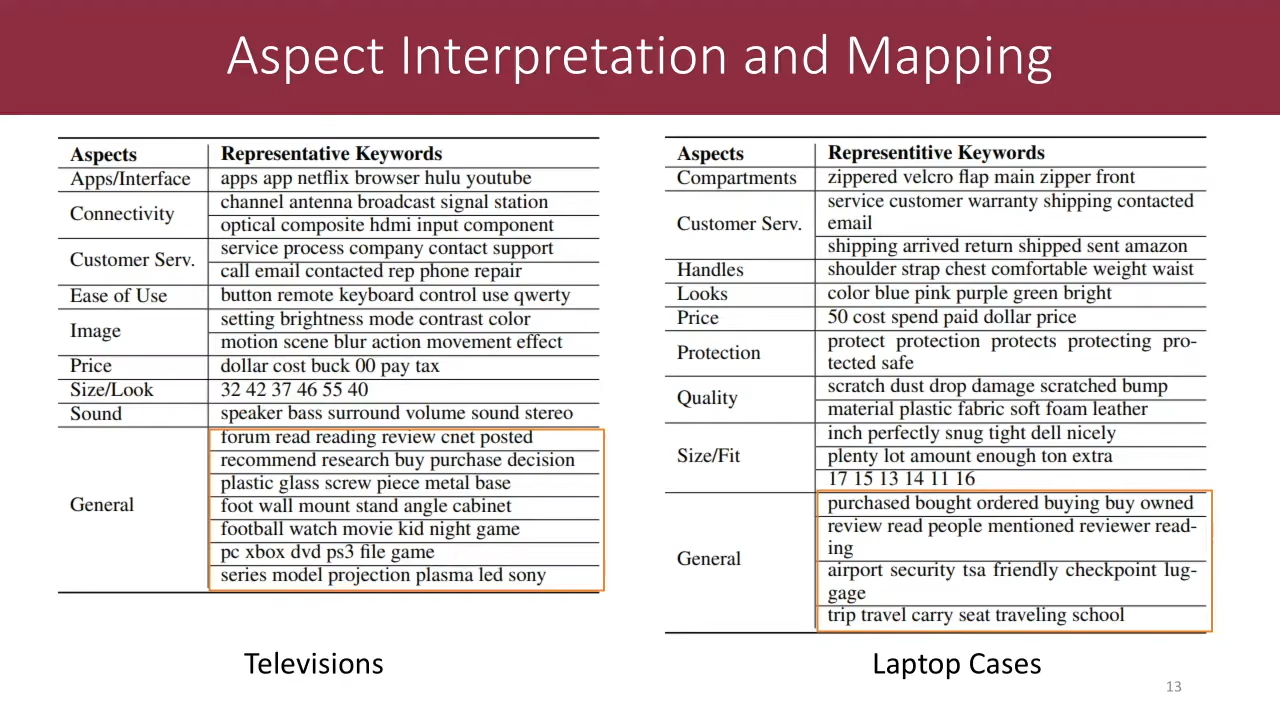 Aspect Interpretation and Mapping
Aspects Representative Keywords
Apps/Interface apps app netflix browser hulu youtube
Connectivity channel antenna broadcast signal station
optical composite hdmi input component
Customer Serv. service process company contact support
call email contacted rep phone repair
Ease of Use button remote keyboard control use qwerty
Image setting brightness mode contrast color
motion scene blur action movement effect
Price dollar cost buck 00 pay tax
Size/Look 32 42 37 46 55 40
Sound speaker bass surround volume sound stereo
General forum read reading review cnet posted
recommend research buy purchase decision
plastic glass screw piece metal base
foot wall mount stand angle cabinet
football watch movie kid night game
pc xbox dvd ps3 file game
series model projection plasma led sony
Televisions
Aspects Representitive Keywords
Compartments zippered velcro flap main zipper front
Customer Serv. service customer warranty shipping contacted
email
shipping arrived return shipped sent amazon
Handles shoulder strap chest comfortable weight waist
Looks color blue pink purple green bright
Price 50 cost spend paid dollar price
Protection protect protection protects protecting pro-
tected safe
Quality scratch dust drop damage scratched bump
material plastic fabric soft foam leather
Size/Fit inch perfectly snug tight dell nicely
plenty lot amount enough ton extra
17 15 13 14 11 16
General purchased bought ordered buying buy owned
review read people mentioned reviewer read-
ing
airport security tsa friendly checkpoint lug-
gage
trip travel carry seat traveling school
Laptop Cases
13